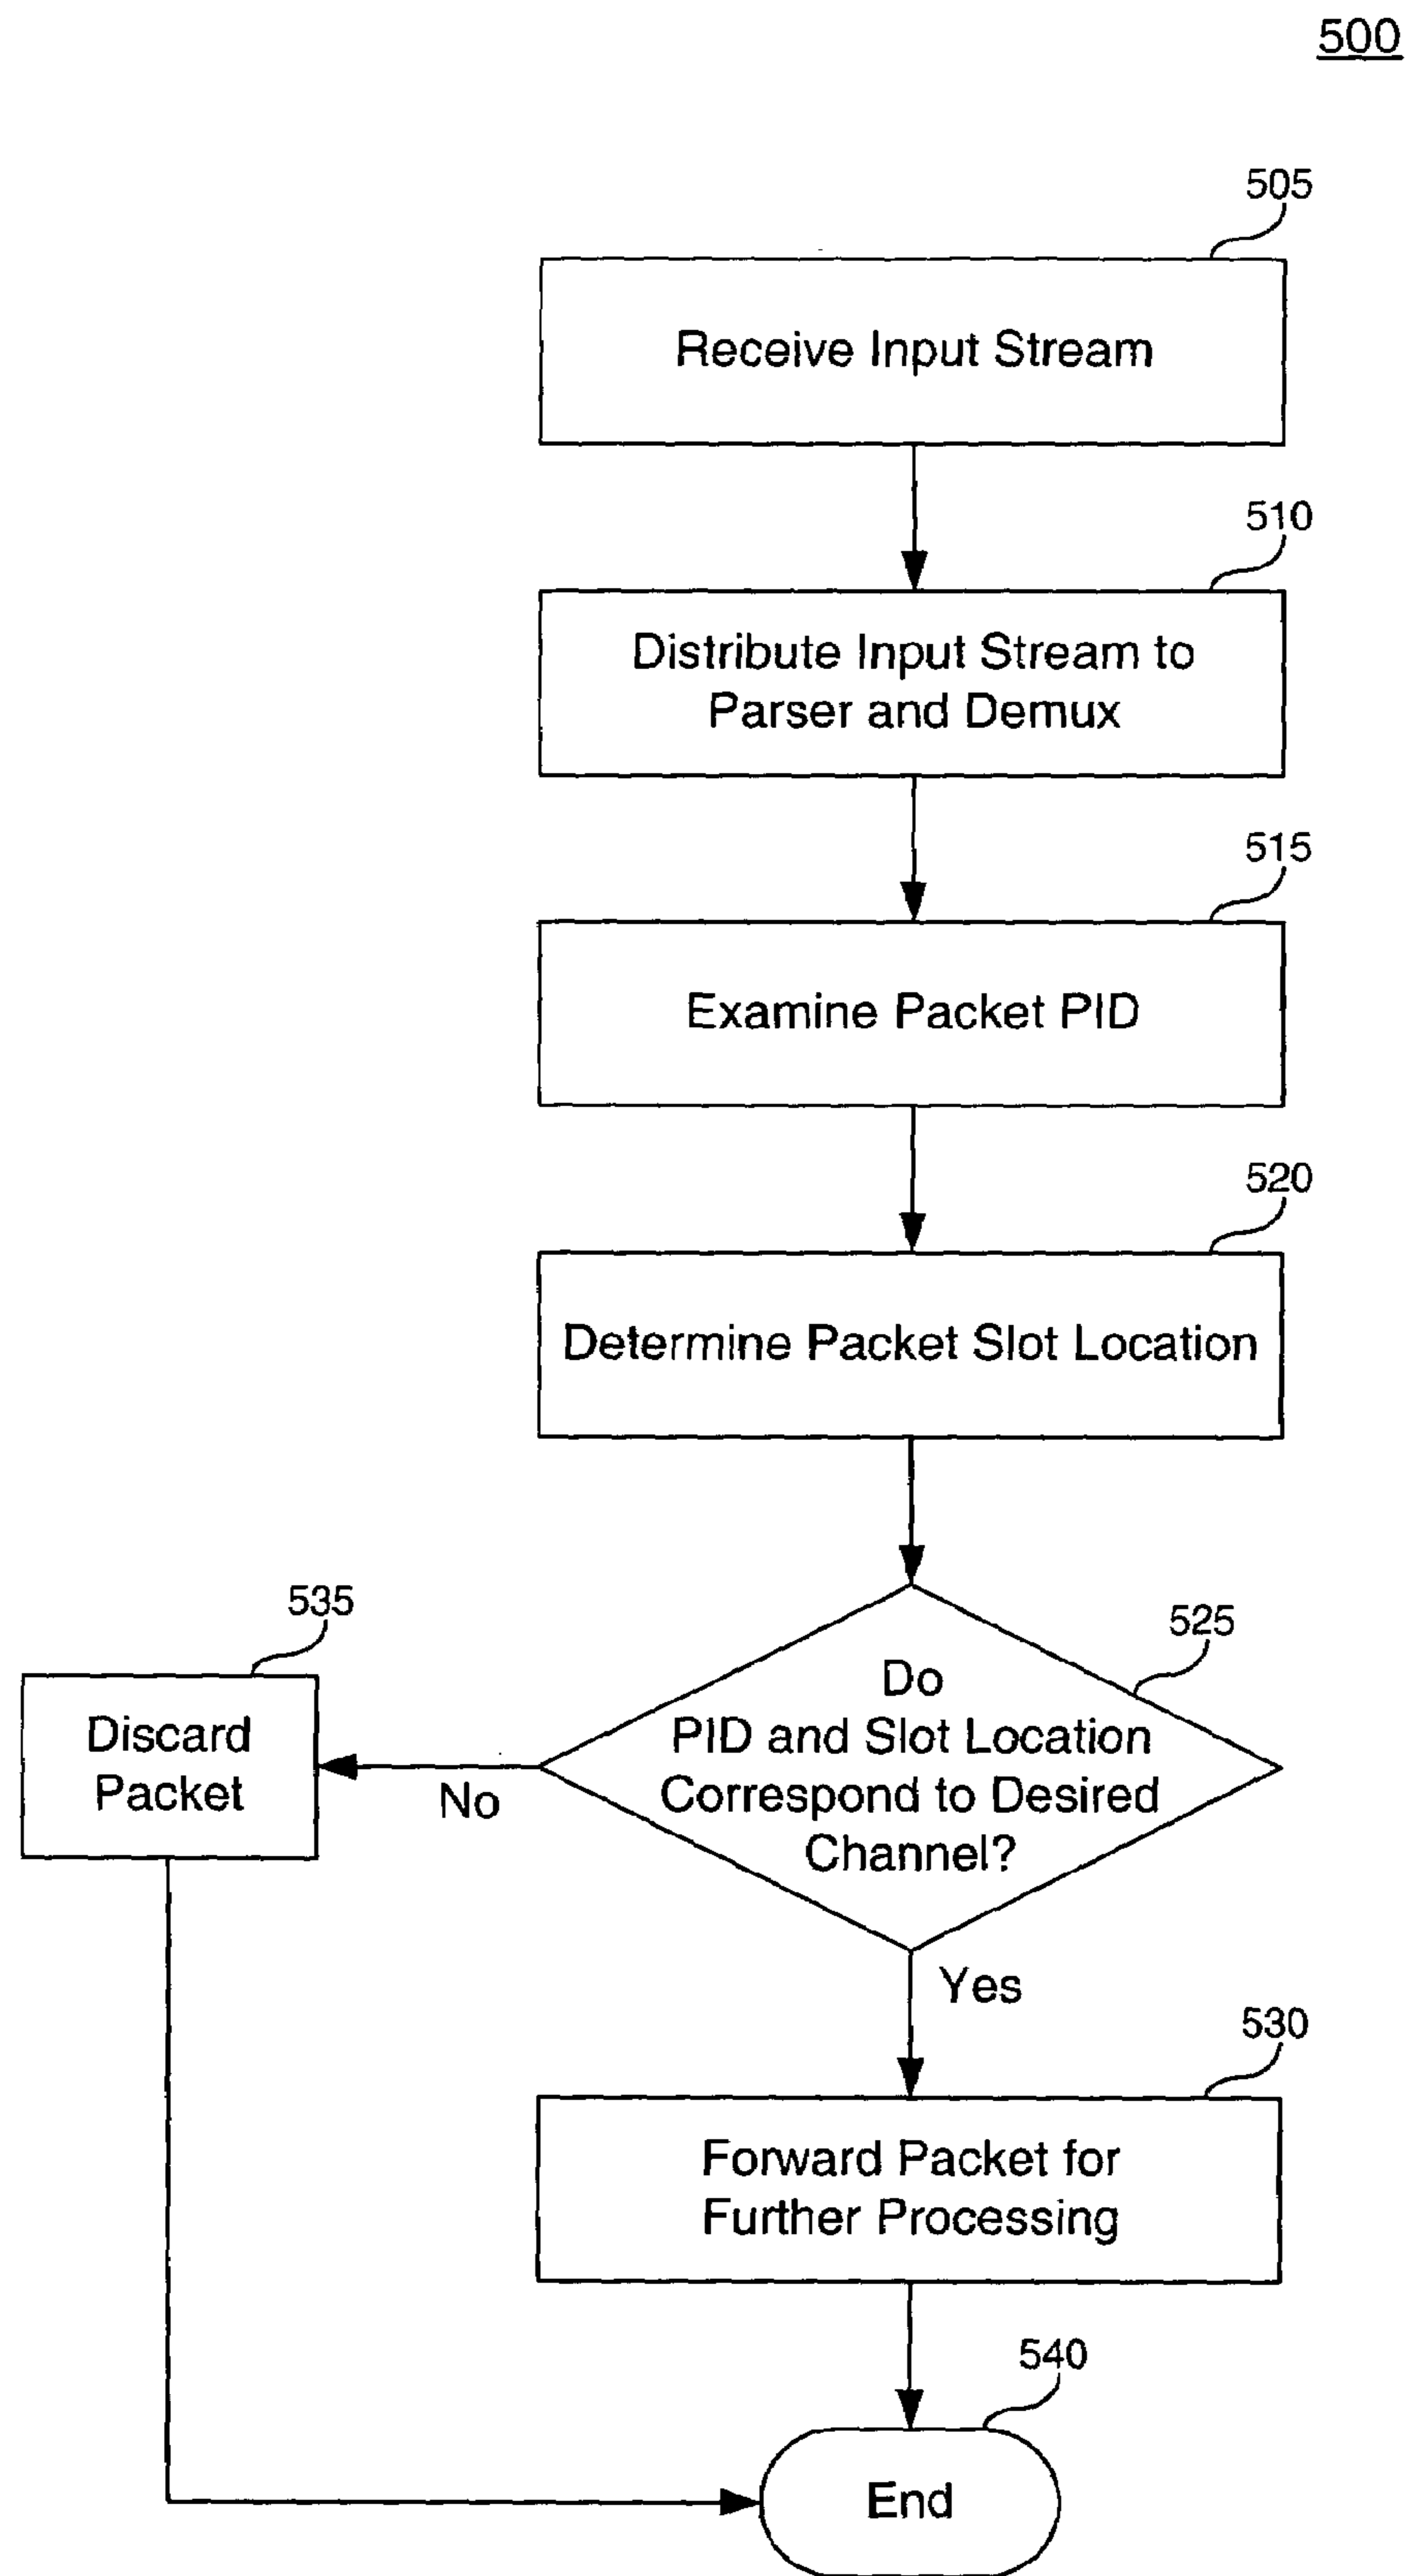 500
505
Receive Input Stream
510
Distribute Input Stream to
Parser and Demux
515
Examine Packet PID
520
Determine Packet Slot Location
535
525
Discard
Packet
No
Do
PID and Slot Location
Correspond to Desired
Channel?
Yes
530
Forward Packet for
Further Processing
540
End